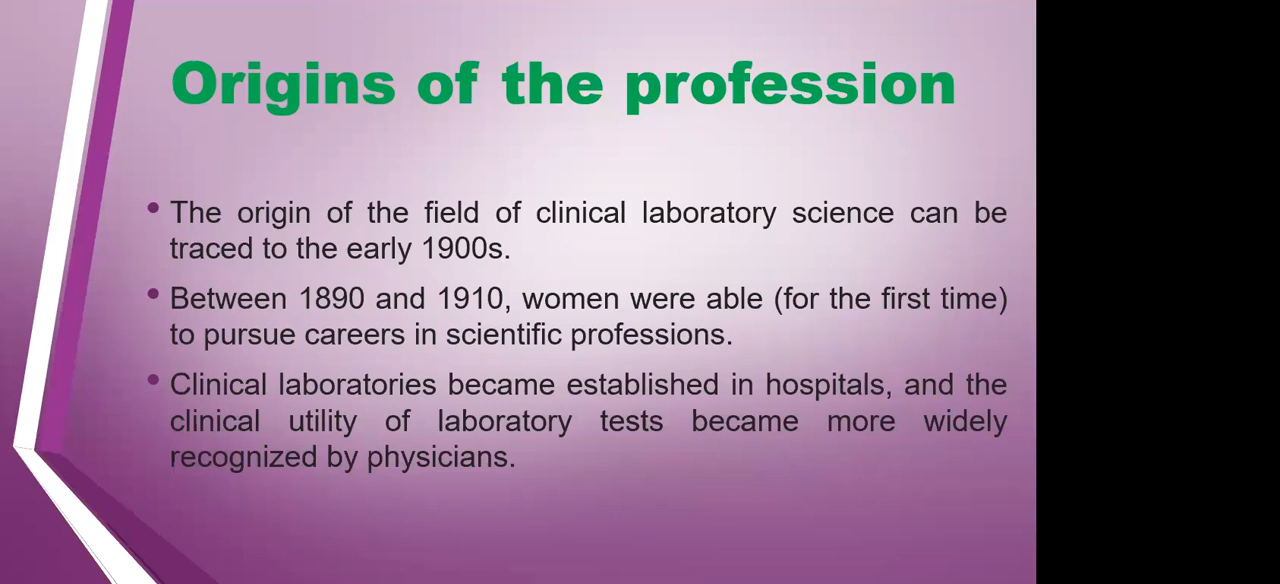 Origins of the profession
• The origin of the field of clinical laboratory science can be
traced to the early 1900s.
• Between 1890 and 1910, women were able (for the first time)
to pursue careers in scientific professions.
• Clinical laboratories became established in hospitals, and the
clinical utility of laboratory tests became more widely
recognized by physicians.